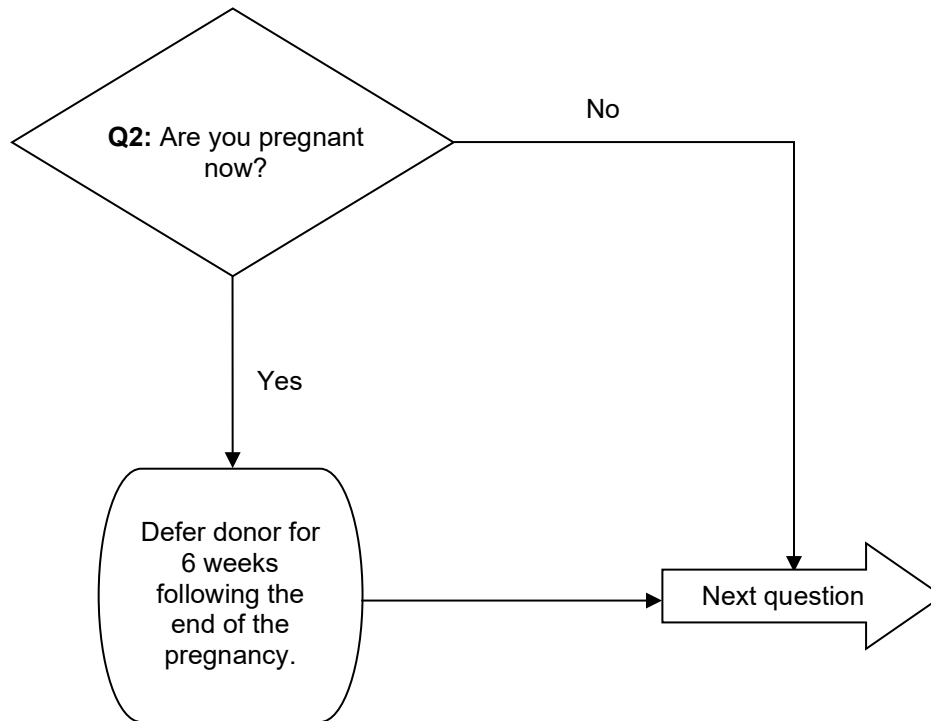 No
Q2: Are you pregnant
now?
Yes
Defer donor for
6 weeks
following the
end of the
pregnancy.
Next question